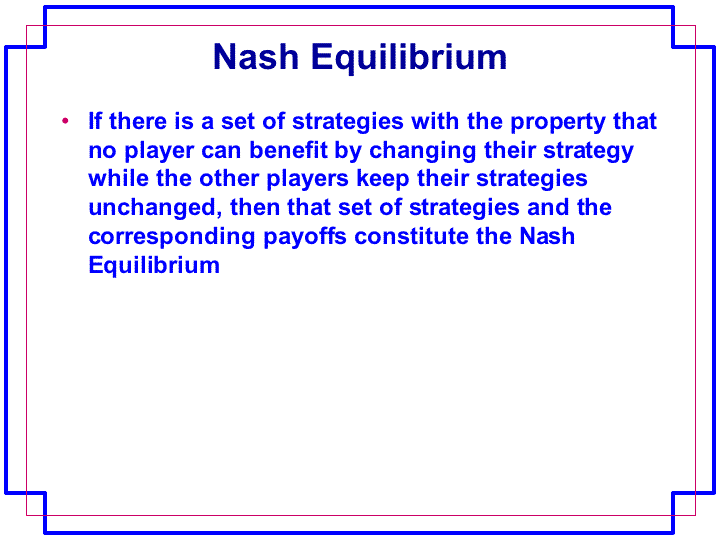 Nash Equilibrium
• If there is a set of strategies with the property that
no player can benefit by changing their strategy
while the other players keep their strategies
unchanged, then that set of strategies and the
corresponding payoffs constitute the Nash
Equilibrium